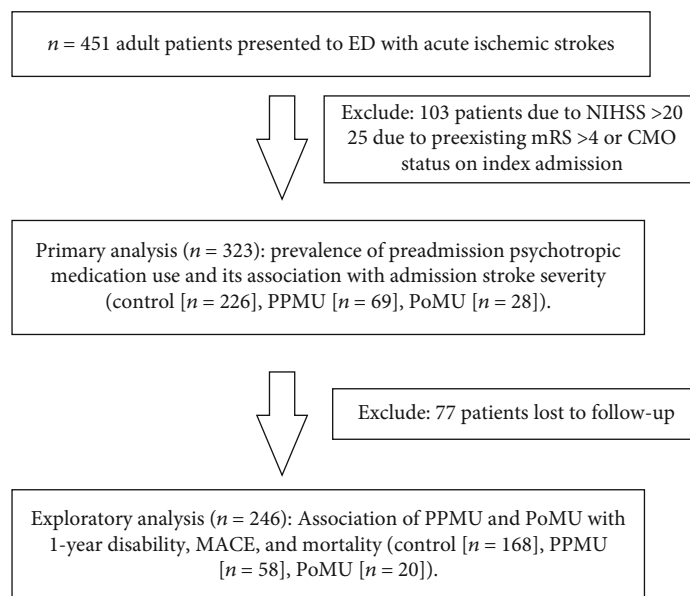 n = 451 adult patients presented to ED with acute ischemic strokes
Exclude: 103 patients due to NIHSS >20
25 due to preexisting mRS >4 or CMO
status on index admission
Primary analysis (n = 323): prevalence of preadmission psychotropic
medication use and its association with admission stroke severity
(control [n = 226], PPMU [n = 69], PoMU [n = 28]).
Exclude: 77 patients lost to follow-up
Exploratory analysis (n = 246): Association of PPMU and PoMU with
1-year disability, MACE, and mortality (control [n = 168], PPMU
[n = 58], PoMU [n = 20]).